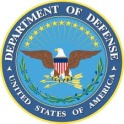 DEPARTMENT OF DEFENSE
UNITED STATES OF AMERICA